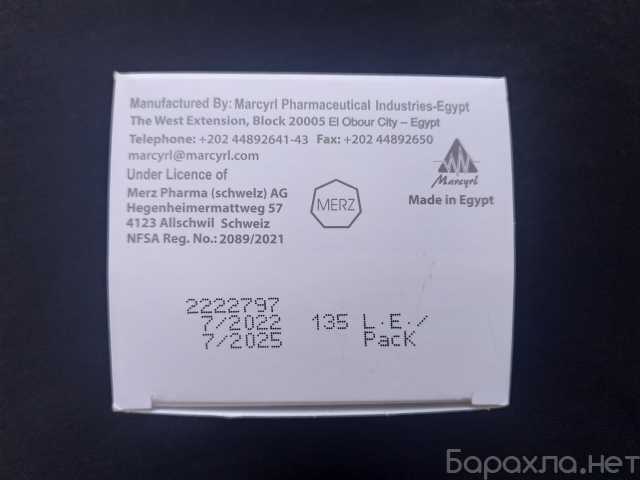 Manufactured By: Marcyrl Pharmaceutical Industries-Egypt
The West Extension, Block 20005 El Obour City – Egypt
Telephone: +202 44892641-43 Fax: +202 44892650
marcyrl@marcyrl.com
Under Licence of
Merz Pharma (schweiz) AG
Hegenheimermattweg 57
4123 Allschwil Schweiz
NFSA Reg. No.: 2089/2021
MERZ
Marcyrl
Made in Egypt
2222797
7/2022 135 L.E./
7/2025 Pack
Барахла.нет